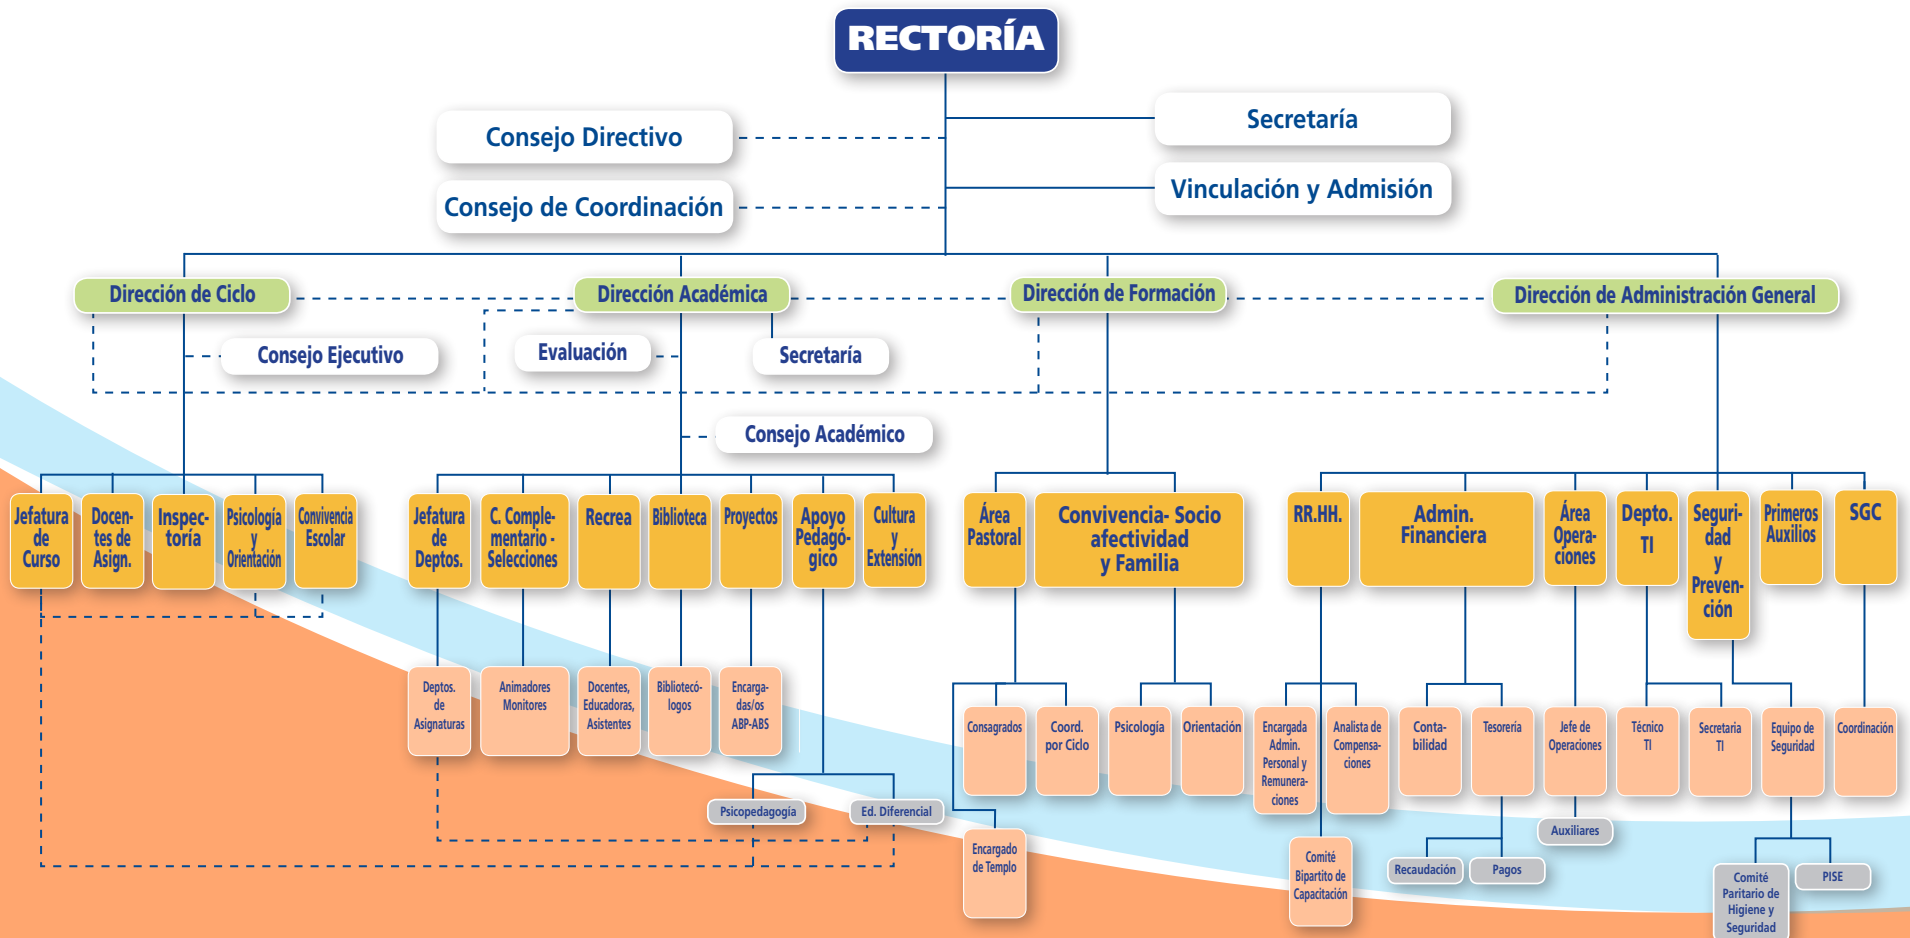 RECTORÍA
Secretaría
Consejo Directivo
Vinculación y Admisión
Consejo de Coordinación
Dirección de Ciclo
Dirección Académica
Dirección de Formación
Dirección de Administración General
Consejo Ejecutivo
Evaluación
Secretaría
Consejo Académico
Jefatura
de
Curso
Docen-
tes de
Asign.
Inspec-
toría
Psicología
y
Orientación
Convivencia
Escolar
Jefatura
de
Deptos.
C. Comple-
mentario -
Selecciones
Recrea
Biblioteca
Proyectos
Apoyo
Pedagó-
gico
Cultura
y
Extensión
Área
Pastoral
Convivencia- Socio
afectividad
y Familia
RR.HH.
Admin.
Financiera
Área
Opera-
ciones
Depto.
TI
Seguri-
dad
y
Preven-
ción
Primeros
Auxilios
SGC
Deptos.
de
Asignaturas
Animadores
Monitores
Docentes,
Educadoras,
Asistentes
Bibliotecó-
logos
Encarga-
das/os
ABP-ABS
Consagrados
Coord.
por Ciclo
Psicología
Orientación
Encargada
Admin.
Personal y
Remunera-
ciones
Analista de
Compensa-
ciones
Conta-
bilidad
Tesorería
Jefe de
Operaciones
Técnico
TI
Secretaria
TI
Equipo de
Seguridad
Coordinación
Psicopedagogía
Ed. Diferencial
Auxiliares
Encargado
de Templo
Comité
Bipartito de
Capacitación
Recaudación
Pagos
Comité
Paritario de
Higiene y
Seguridad
PISE